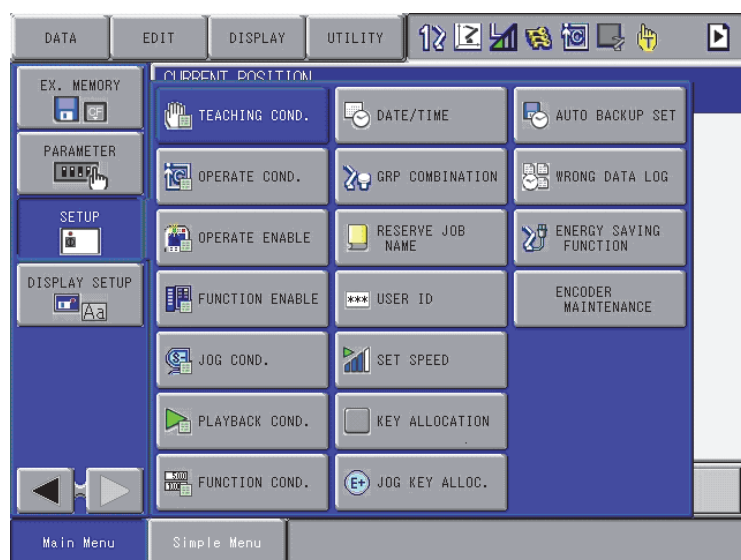 DATA EDIT DISPLAY UTILITY
EX. MEMORY
CF
PARAMETER
SETUP
DISPLAY SETUP
Aa
CURRENT POSITION
TEACHING COND.
DATE/TIME
AUTO BACKUP SET
OPERATE COND.
GRP COMBINATION
WRONG DATA LOG
OPERATE ENABLE
RESERVE JOB
NAME
ENERGY SAVING
FUNCTION
FUNCTION ENABLE
*** USER ID
ENCODER
MAINTENANCE
JOG COND.
SET SPEED
PLAYBACK COND.
KEY ALLOCATION
FUNCTION COND.
E+ JOG KEY ALLOC.
Main Menu Simple Menu